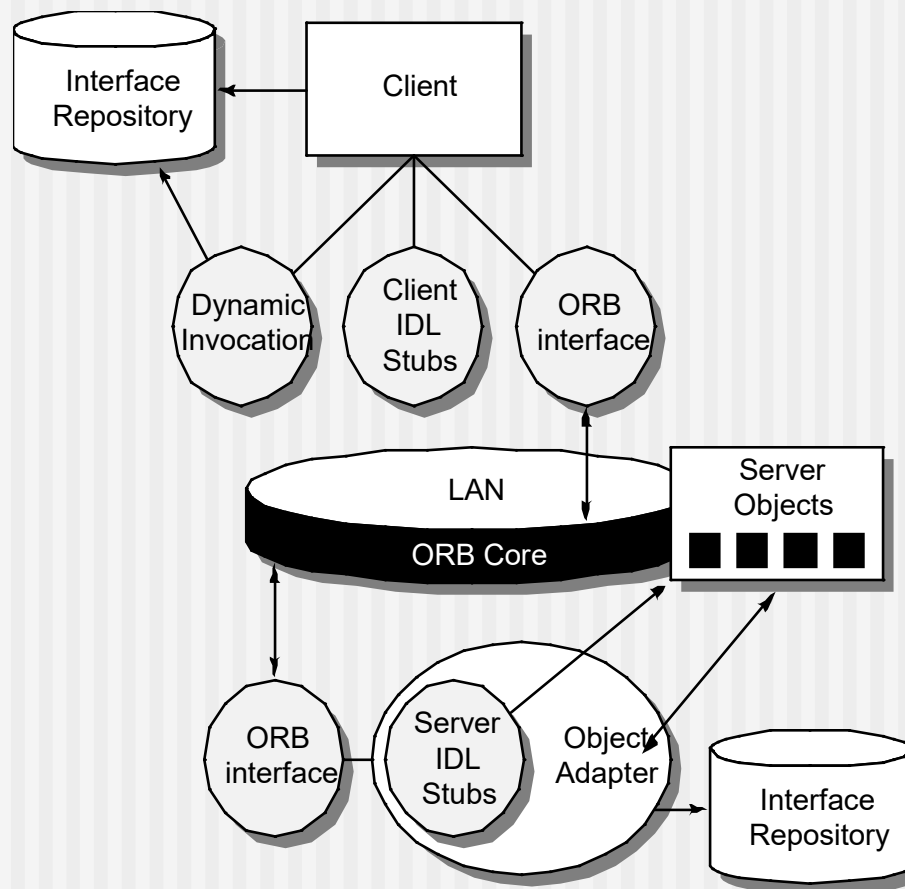 Interface
Repository
Client
Dynamic
Invocation
Client
IDL
Stubs
ORB
interface
LAN
ORB Core
Server
Objects
ORB
interface
Server
IDL
Stubs
Object
Adapter
Interface
Repository